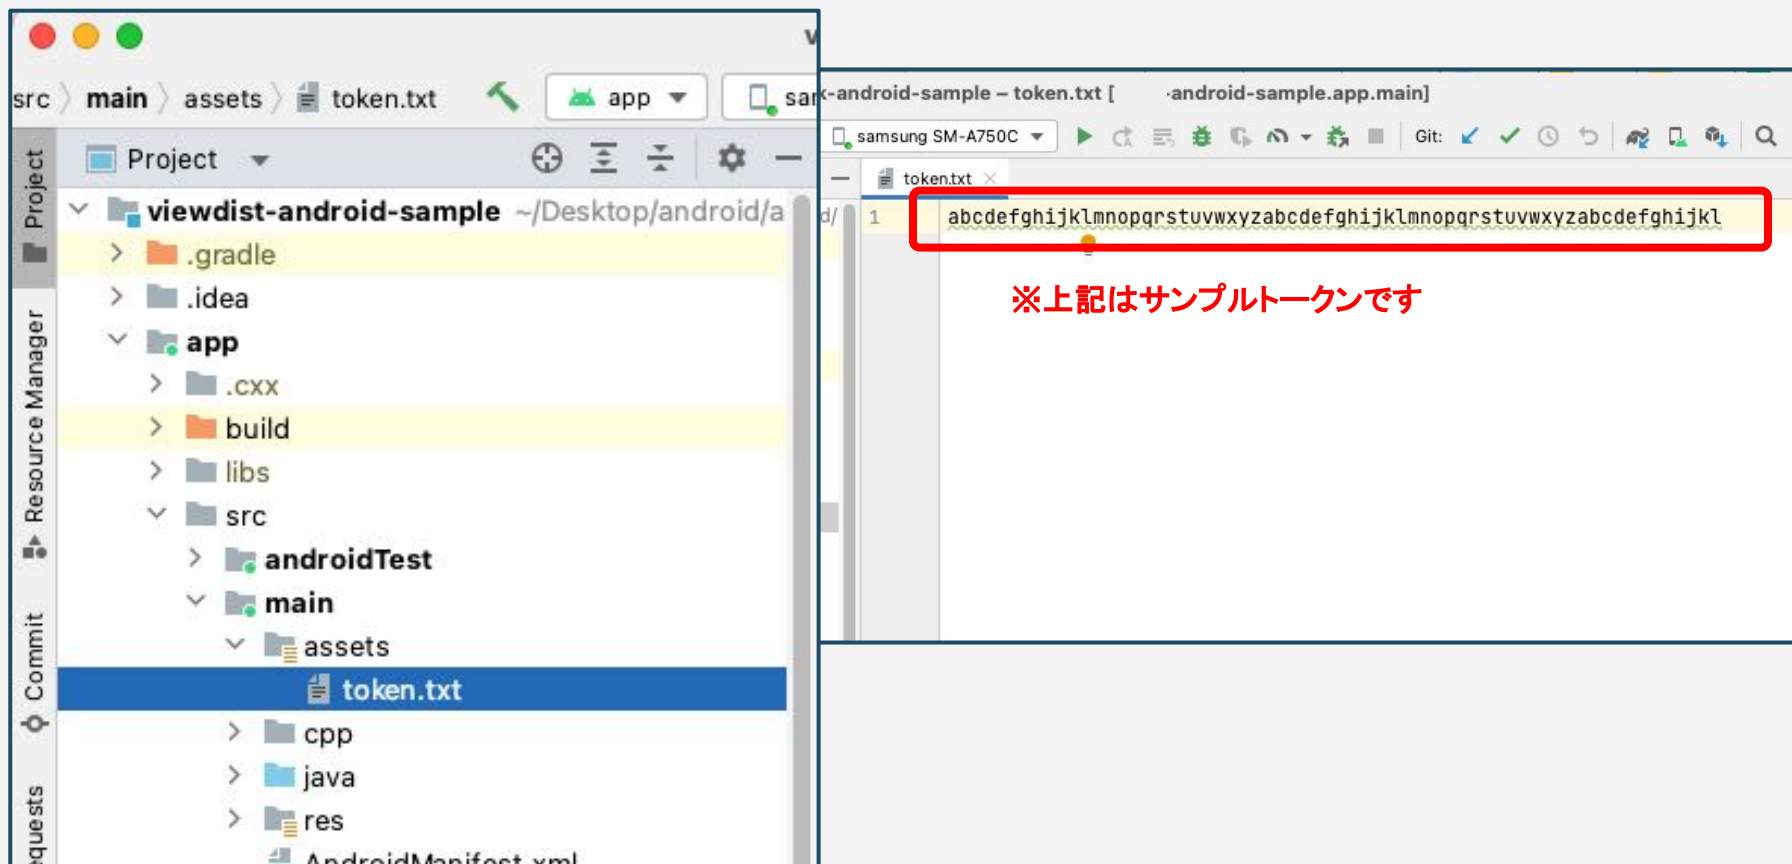 src main assets token.txt app
Project
viewdist-android-sample ~/Desktop/android/a
.gradle
.idea
app
.cxx
build
libs
src
androidTest
main
assets
token.txt
cpp
java
res
AndroidManifest.xml
Project
Resource Manager
Commit
-android-sample – token.txt [ -android-sample.app.main]
samsung SM-A750C Git:
token.txt
1 abcdefghijklmnopqrstuvwxyzabcdefghijklmnopqrstuvwxyzabcdefghijkl
※上記はサンプルトークンです